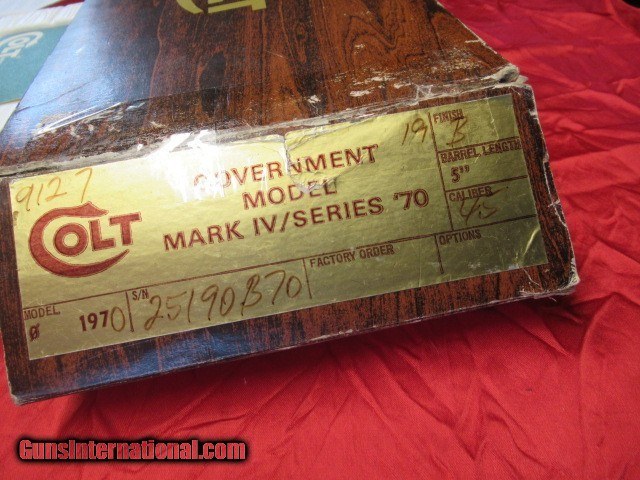 9127
COLT
GOVERNMENT
MODEL
MARK IV/SERIES '70
19
FINISH
B
BARREL LENGTH
5"
CALIBER
45
OPTIONS
FACTORY ORDER
MODEL
Ø 1970
S/N
25190B70
GunsInternational.com